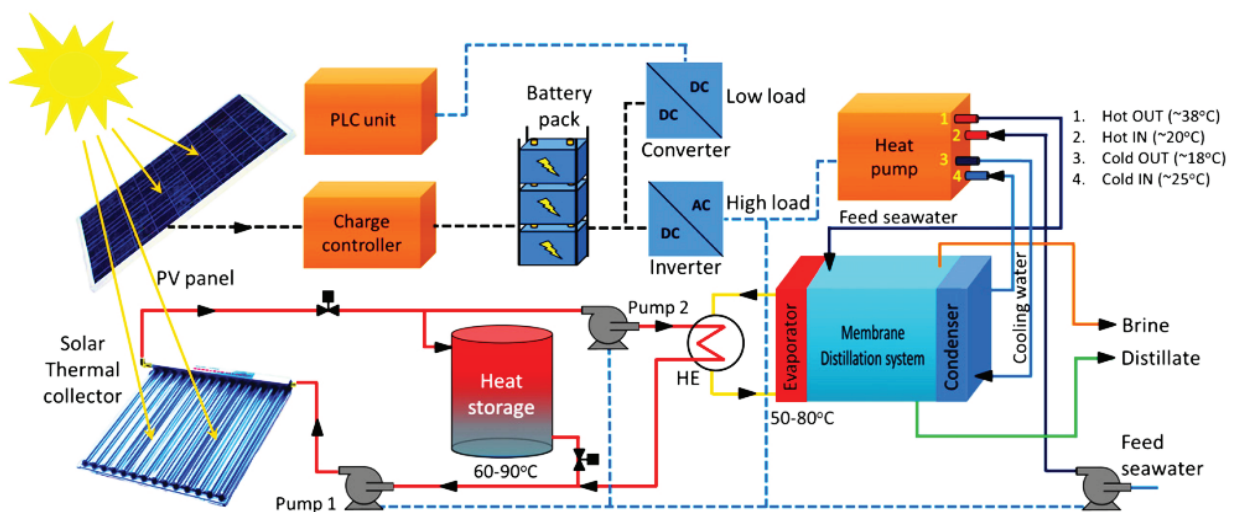 PLC unit
Battery
pack
DC
DC
Low load
Converter
Heat
pump
1
2
3
4
1. Hot OUT (~38°C)
2. Hot IN (~20°C)
3. Cold OUT (~18°C)
4. Cold IN (~25°C)
Charge
controller
AC
DC
High load
Inverter
Feed seawater
PV panel
Solar
Thermal
collector
Pump 2
HE
Heat
storage
60-90°C
Pump 1
Evaporator
Membrane
Distillation system
Condenser
Cooling water
50-80°C
Brine
Distillate
Feed
seawater